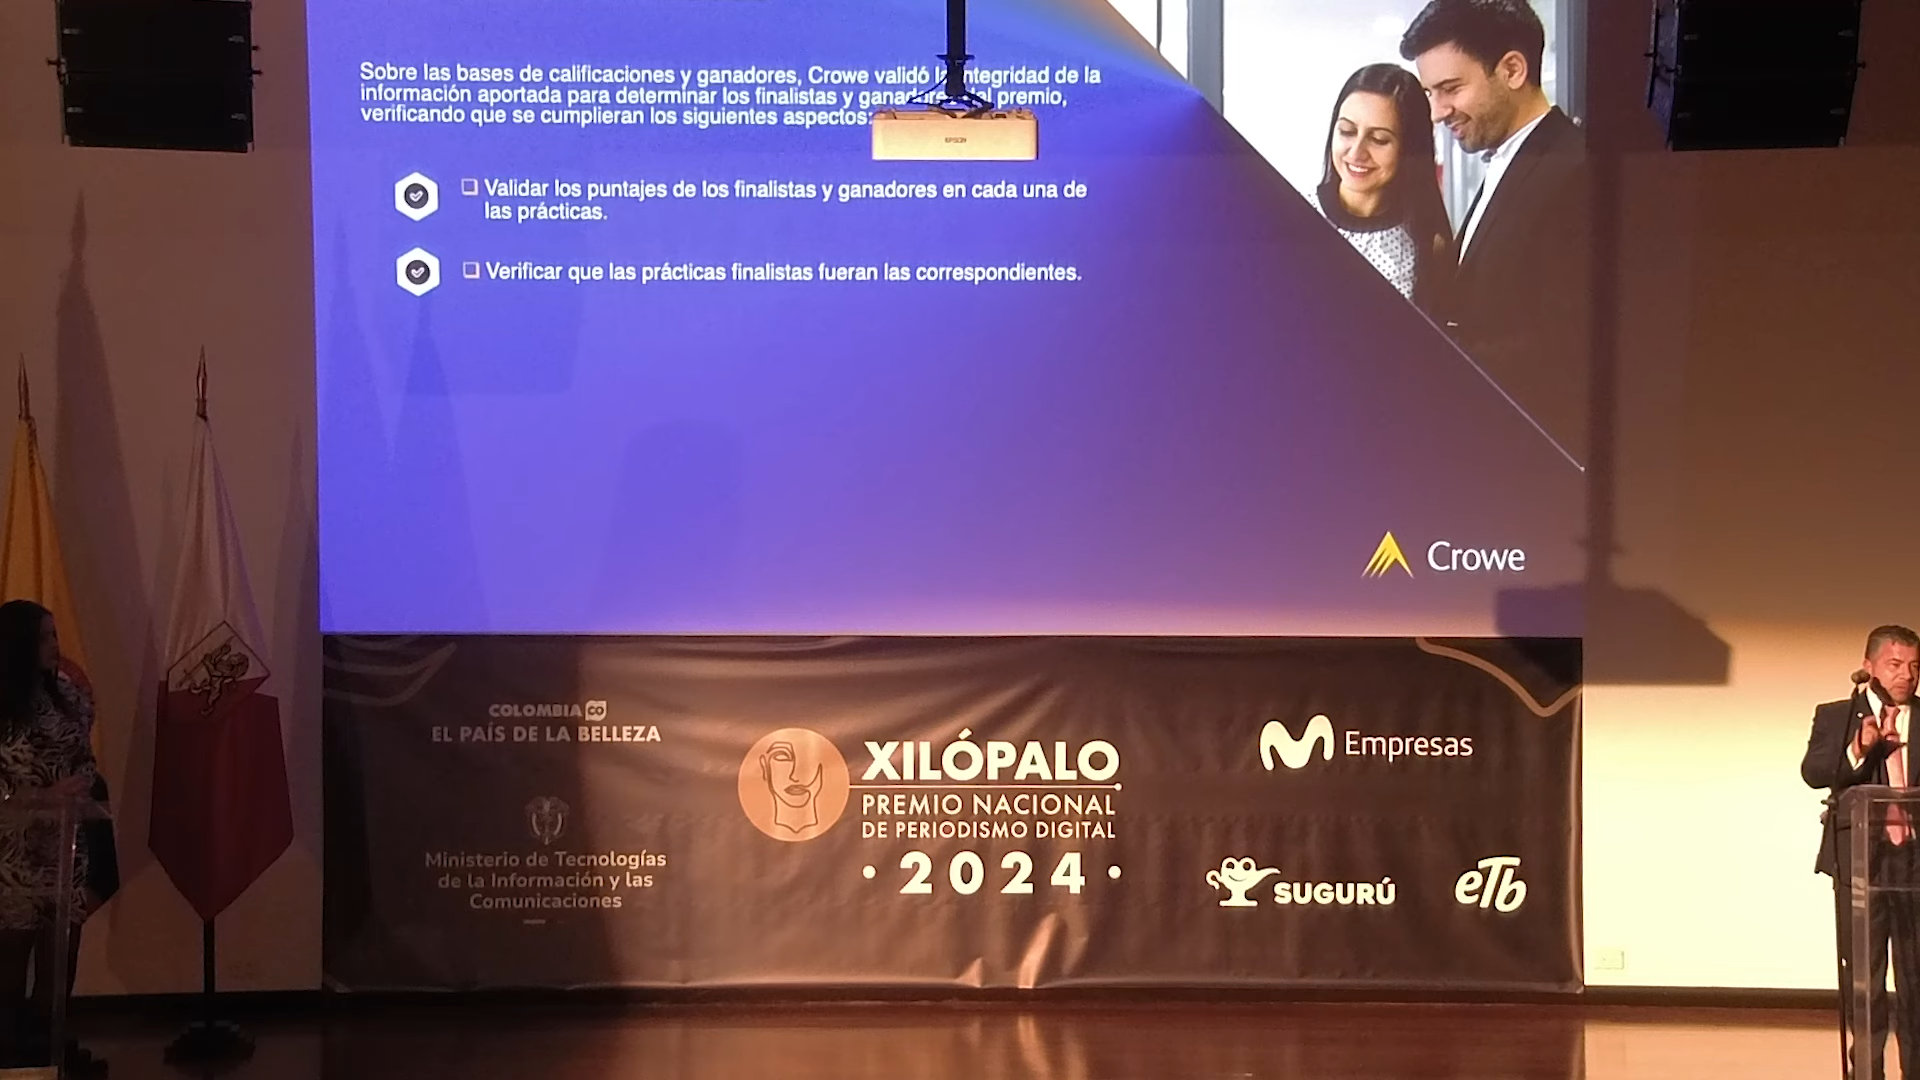 Sobre las bases de calificaciones y ganadores, Crowe validó la integridad de la
información aportada para determinar los finalistas y ganadores del premio,
verificando que se cumplieran los siguientes aspectos:
EPSON
Validar los puntajes de los finalistas y ganadores en cada una de
las prácticas.
Verificar que las prácticas finalistas fueran las correspondientes.
Crowe
COLOMBIA CO
EL PAÍS DE LA BELLEZA
Ministerio de Tecnologías
de la Información y las
Comunicaciones
XILÓPALO
PREMIO NACIONAL
DE PERIODISMO DIGITAL
• 2024 •
Empresas
SUGURÚ
eTb